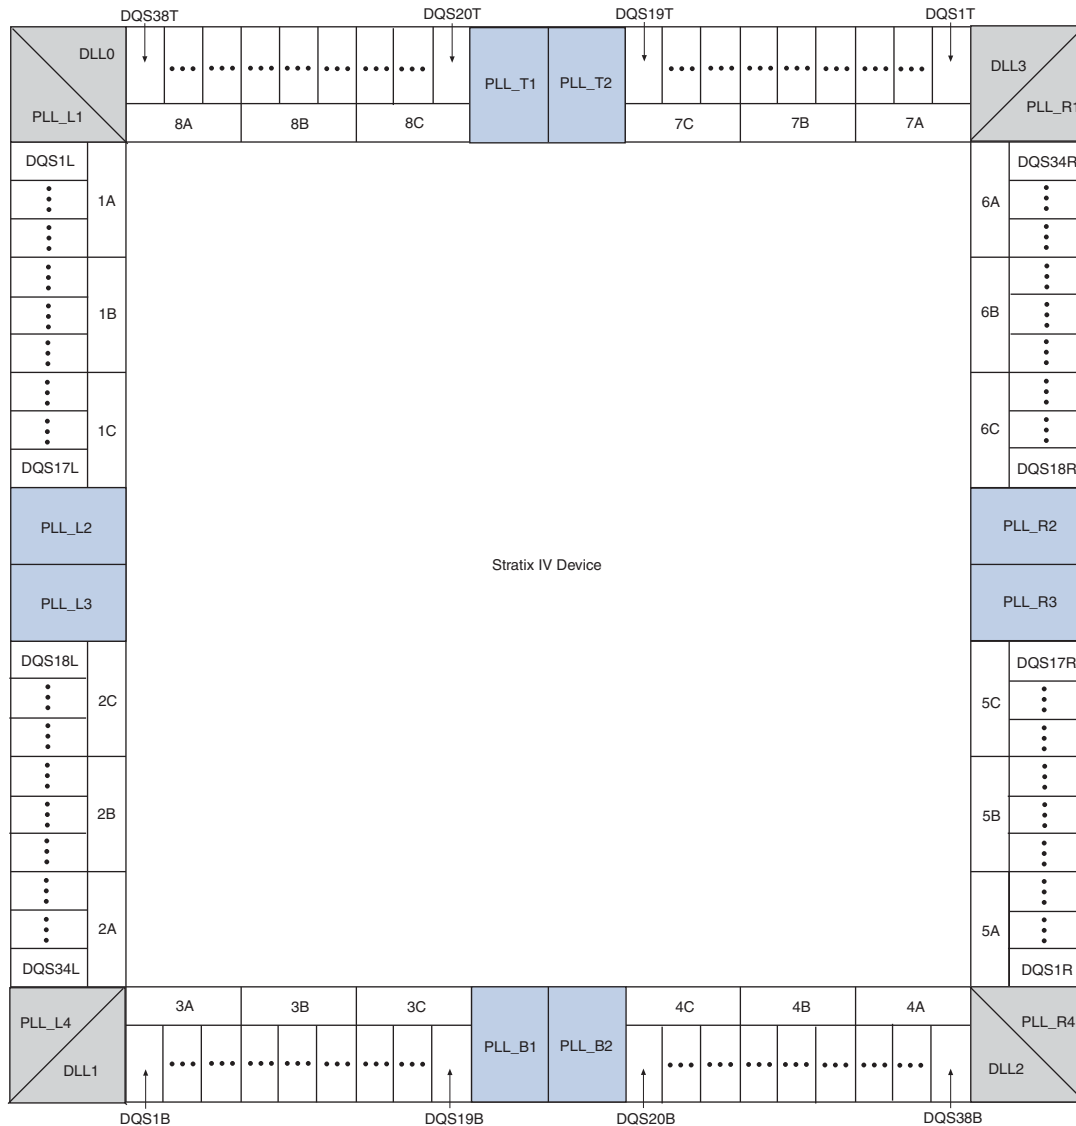 DQS38T DQS20T DQS19T DQS1T
DLL0 PLL_T1 PLL_T2 DLL3
PLL_L1 PLL_R1
8A 8B 8C 7C 7B 7A
DQS1L DQS34R
1A 6A
1B 6B
1C 6C
DQS17L DQS18R
PLL_L2 PLL_R2
Stratix IV Device
PLL_L3 PLL_R3
DQS18L DQS17R
2C 5C
2B 5B
2A 5A
DQS34L DQS1R
3A 3B 3C 4C 4B 4A
PLL_L4 PLL_R4
PLL_B1 PLL_B2
DLL1 DLL2
DQS1B DQS19B DQS20B DQS38B